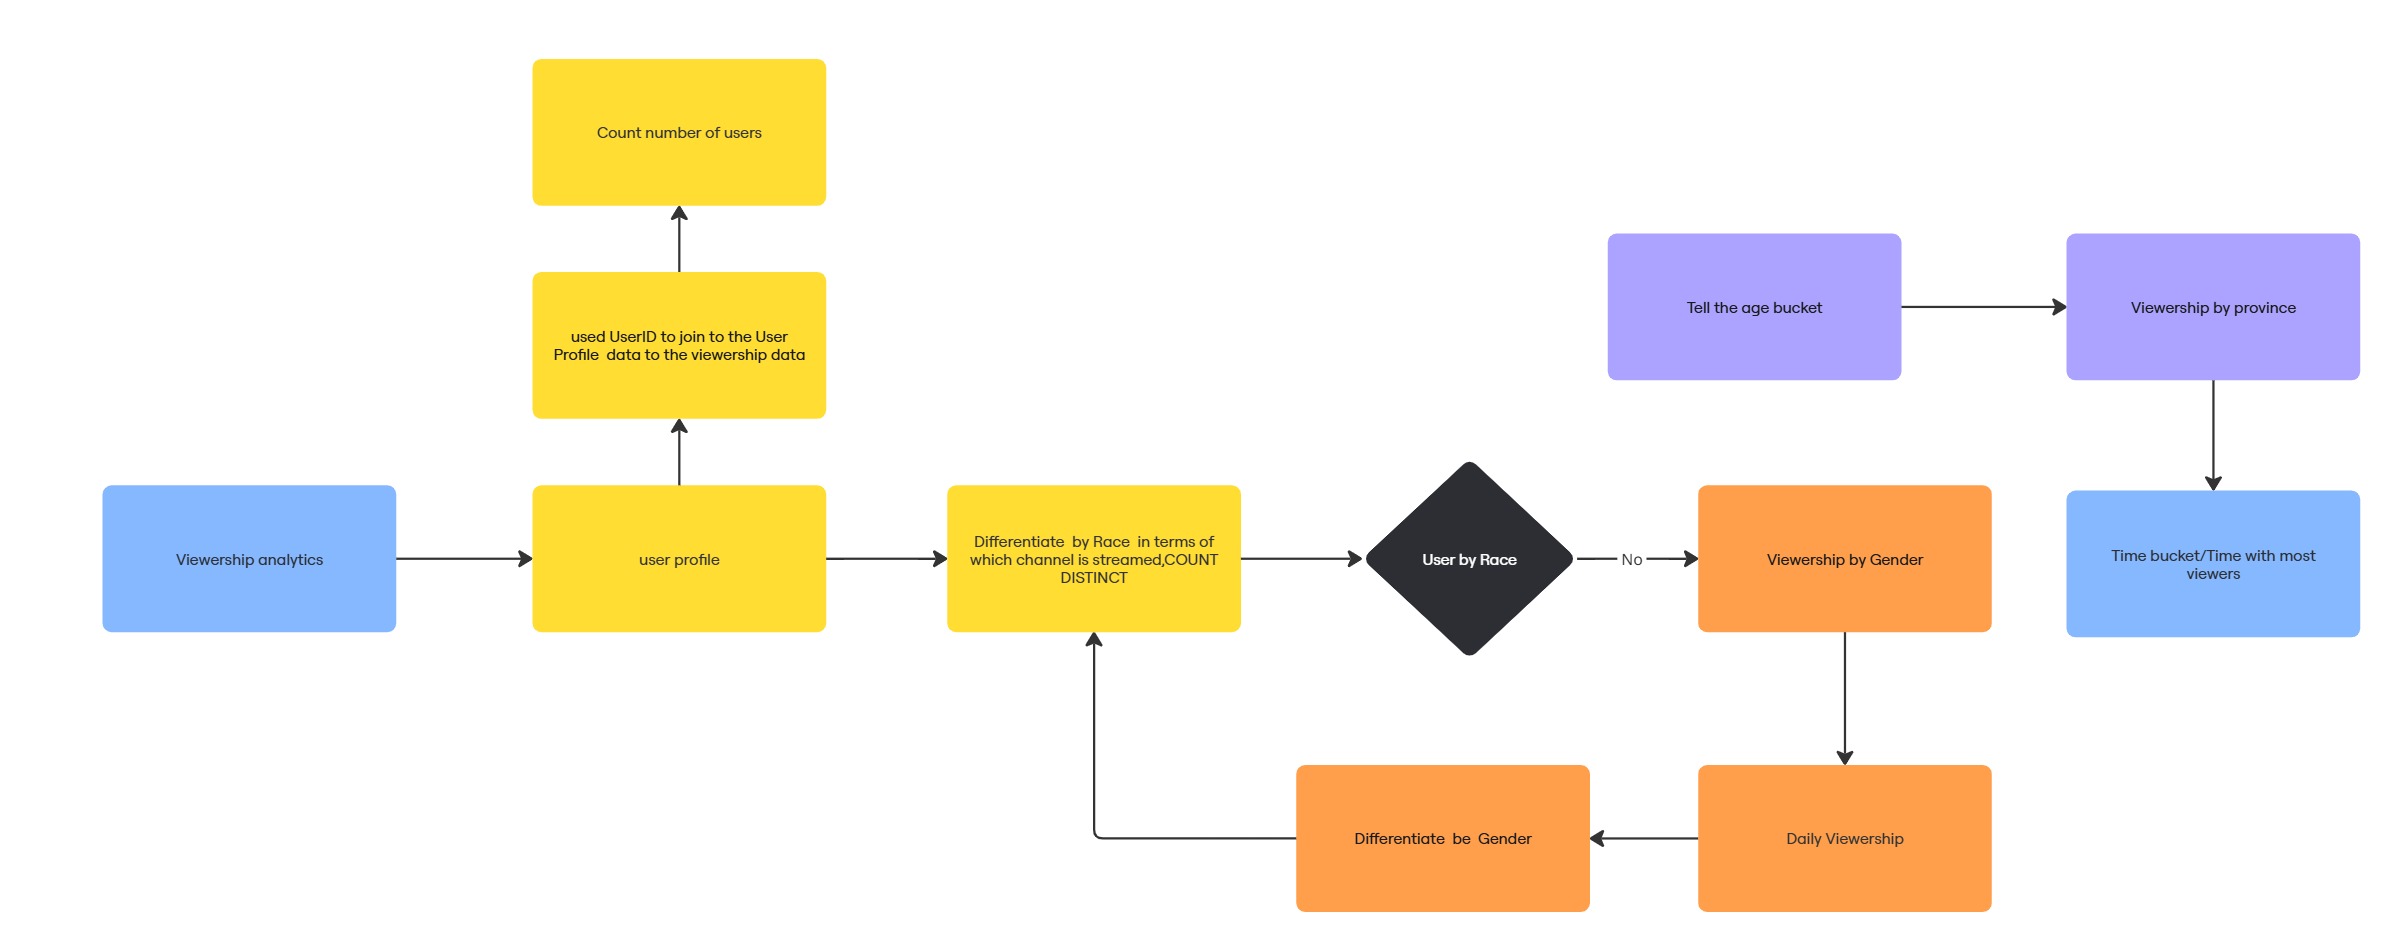 Count number of users
used UserID to join to the User
Profile  data to the viewership data
Tell the age bucket
Viewership by province
Viewership analytics
user profile
Differentiate  by Race  in terms of
which channel is streamed,COUNT
DISTINCT
User by Race
No
Viewership by Gender
Time bucket/Time with most
viewers
Differentiate  be  Gender
Daily Viewership